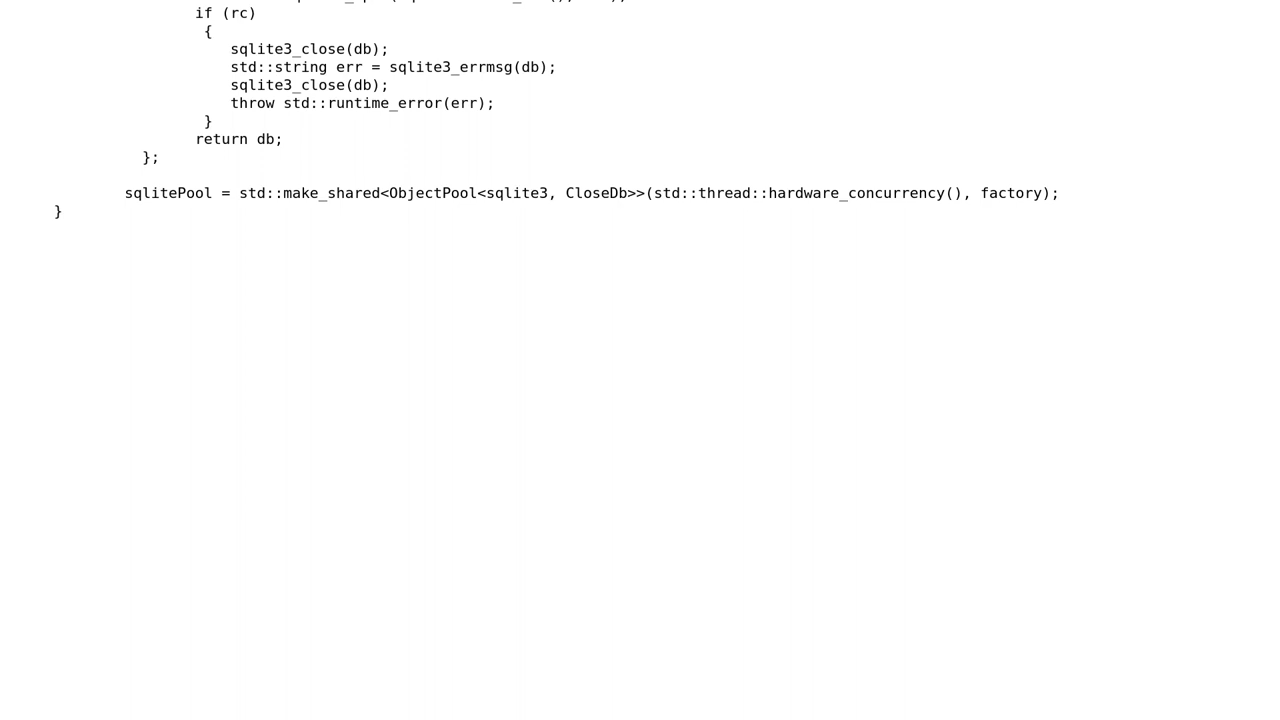 if (rc)
{
sqlite3_close(db);
std::string err = sqlite3_errmsg(db);
sqlite3_close(db);
throw std::runtime_error(err);
}
return db;
};
sqlitePool = std::make_shared<ObjectPool<sqlite3, CloseDb>>(std::thread::hardware_concurrency(), factory);
}